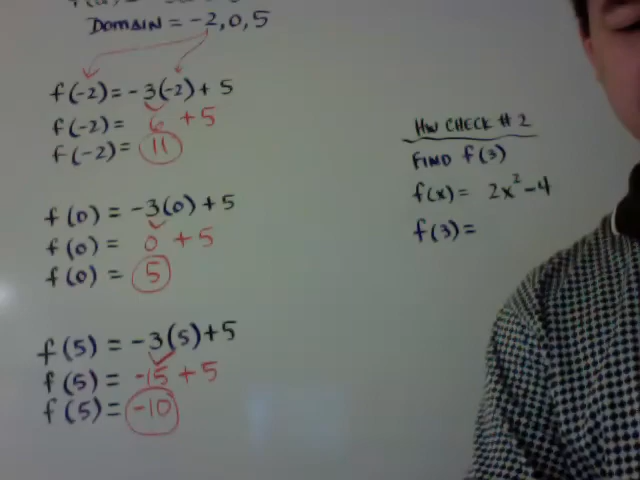 DOMAIN = -2, 0, 5
f(-2) = -3(-2) + 5
f(-2) = 6 + 5
f(-2) = 11
f(0) = -3(0) + 5
f(0) = 0 + 5
f(0) = 5
f(5) = -3(5) + 5
f(5) = -15 + 5
f(5) = -10
HW CHECK # 2
FIND f(3)
f(x) = 2x² - 4
f(3) =